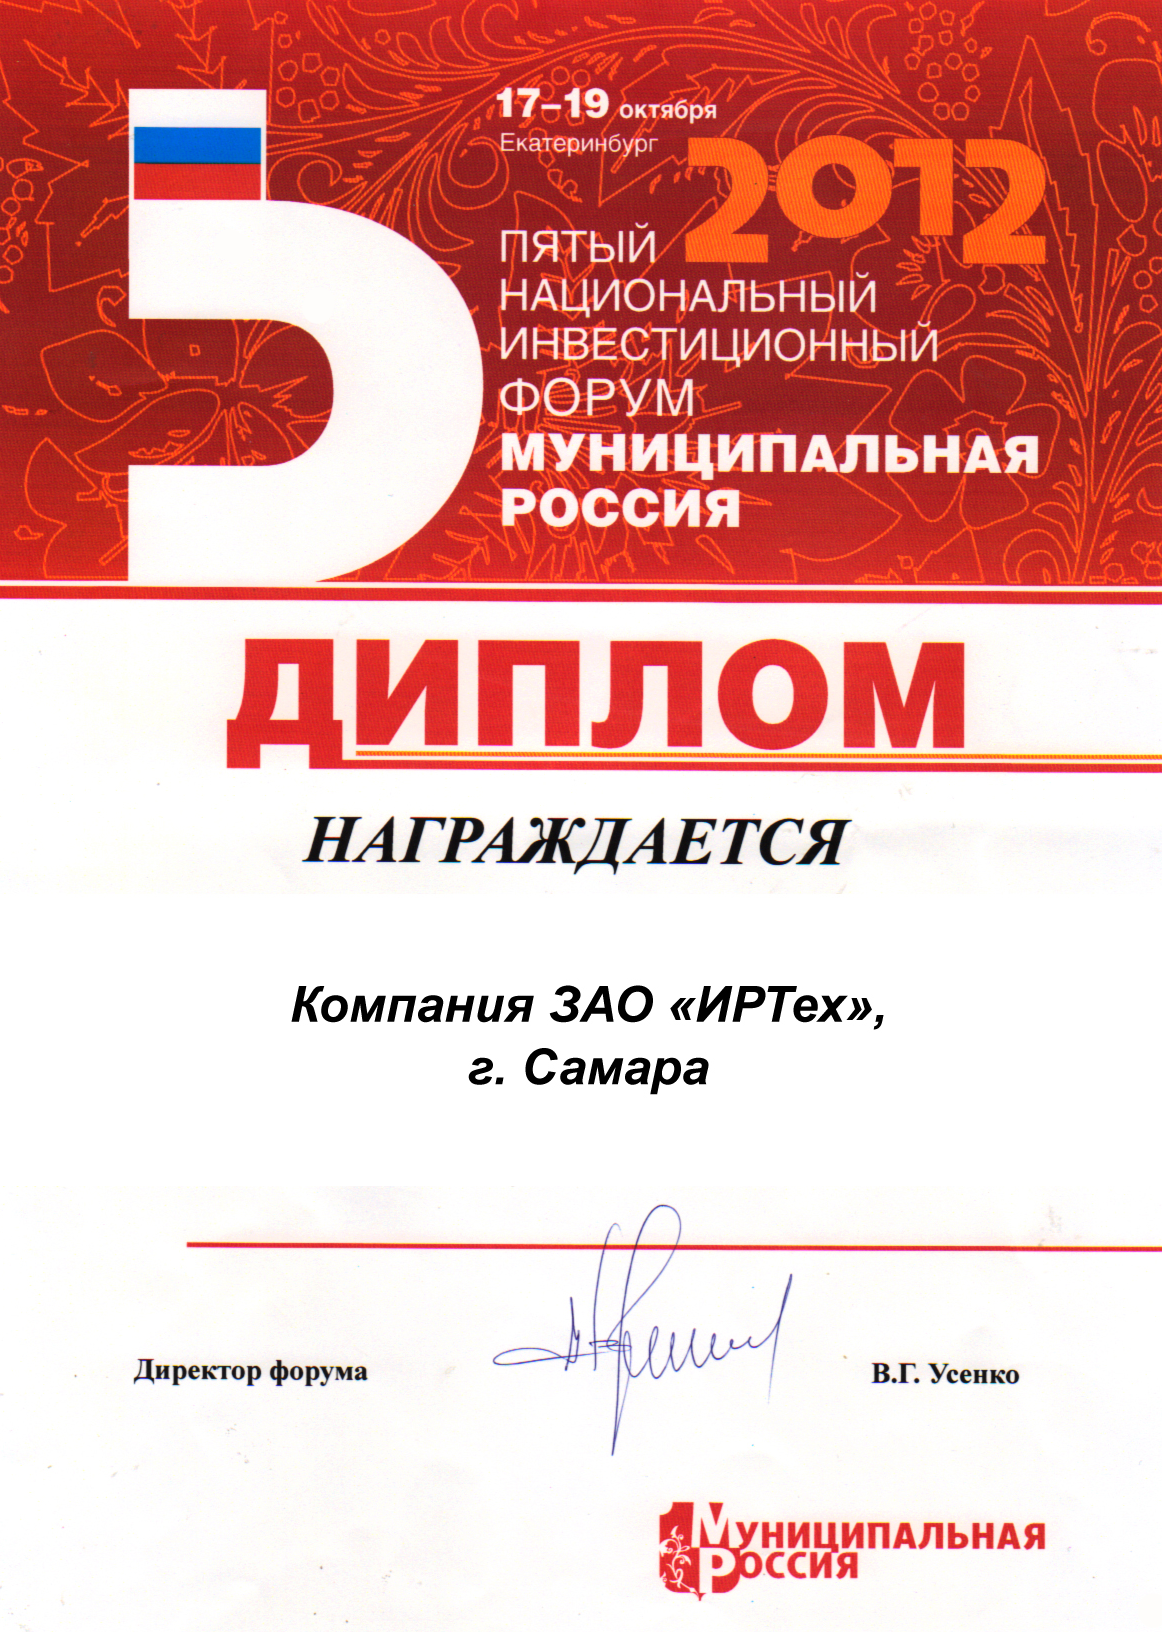 17–19 октября
Екатеринбург
2012
ПЯТЫЙ
НАЦИОНАЛЬНЫЙ
ИНВЕСТИЦИОННЫЙ
ФОРУМ
МУНИЦИПАЛЬНАЯ
РОССИЯ
5
ДИПЛОМ
НАГРАЖДАЕТСЯ
Компания ЗАО «ИРТех»,
г. Самара
Директор форума
В.Г. Усенко
МУНИЦИПАЛЬНАЯ
РОССИЯ